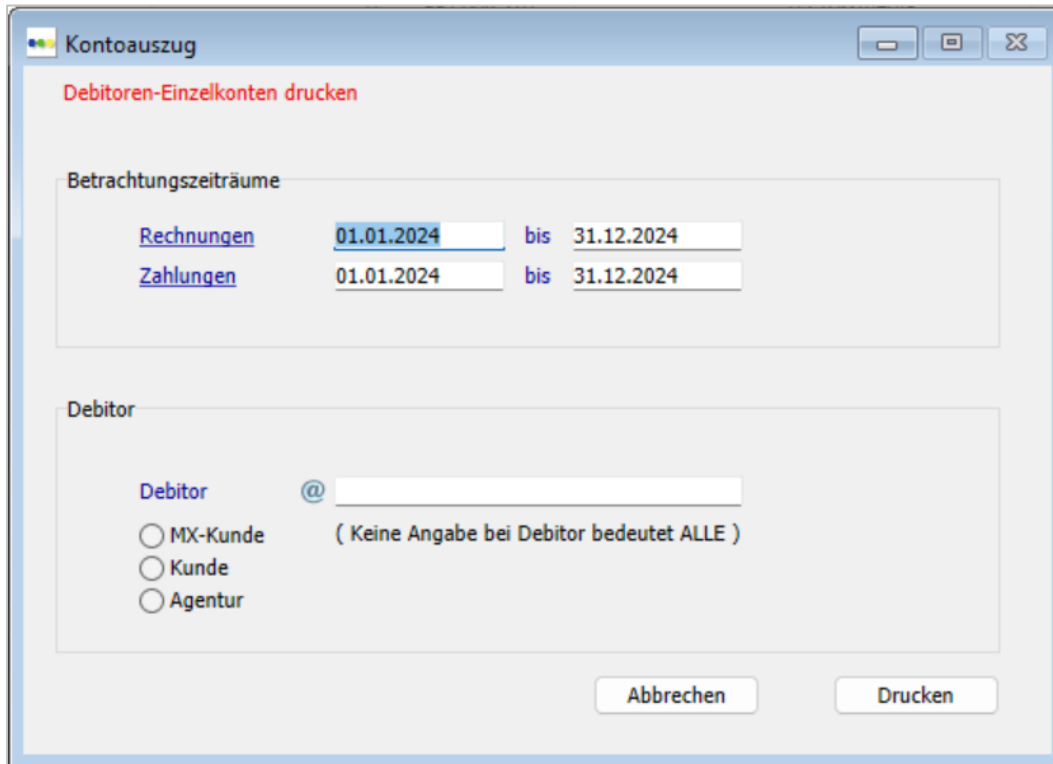 Kontoauszug
Debitoren-Einzelkonten drucken
Betrachtungszeiträume
Rechnungen 01.01.2024 bis 31.12.2024
Zahlungen 01.01.2024 bis 31.12.2024
Debitor
Debitor @
MX-Kunde ( Keine Angabe bei Debitor bedeutet ALLE )
Kunde
Agentur
Abbrechen Drucken